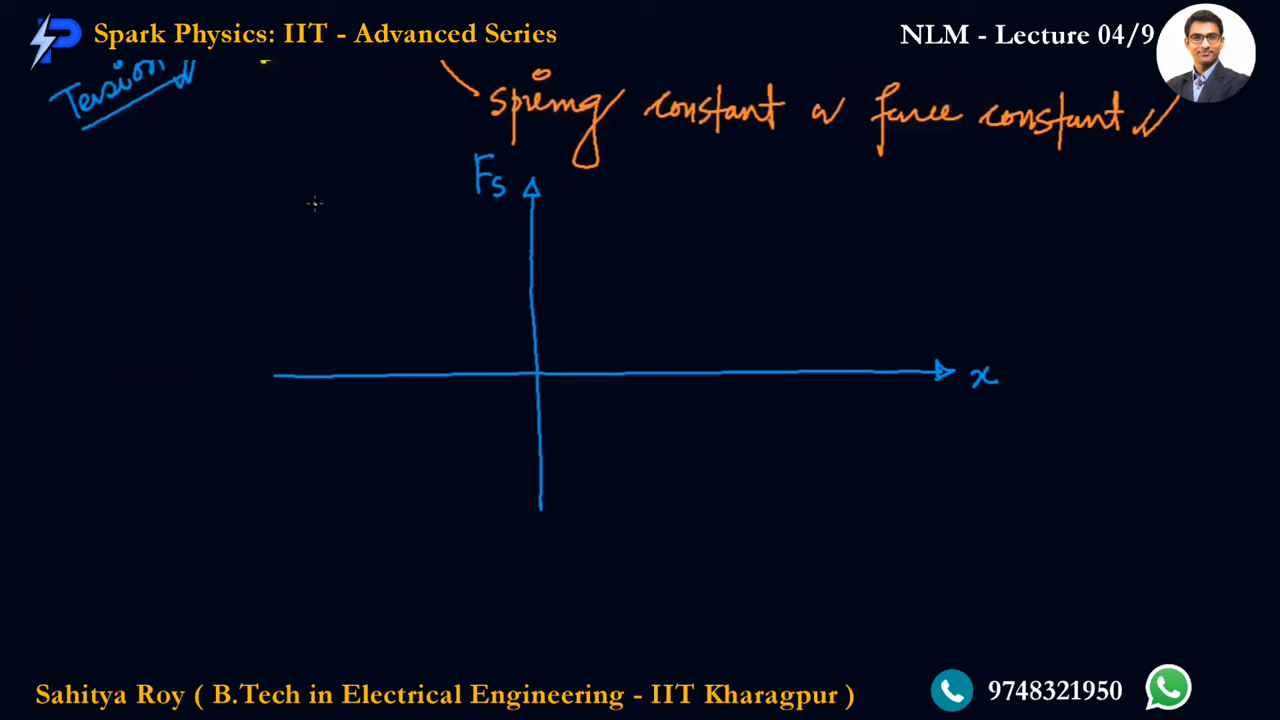 Spark Physics: IIT - Advanced Series
NLM - Lecture 04/9
Tension
spring constant or force constant
Fs
x
Sahitya Roy ( B.Tech in Electrical Engineering - IIT Kharagpur )
9748321950